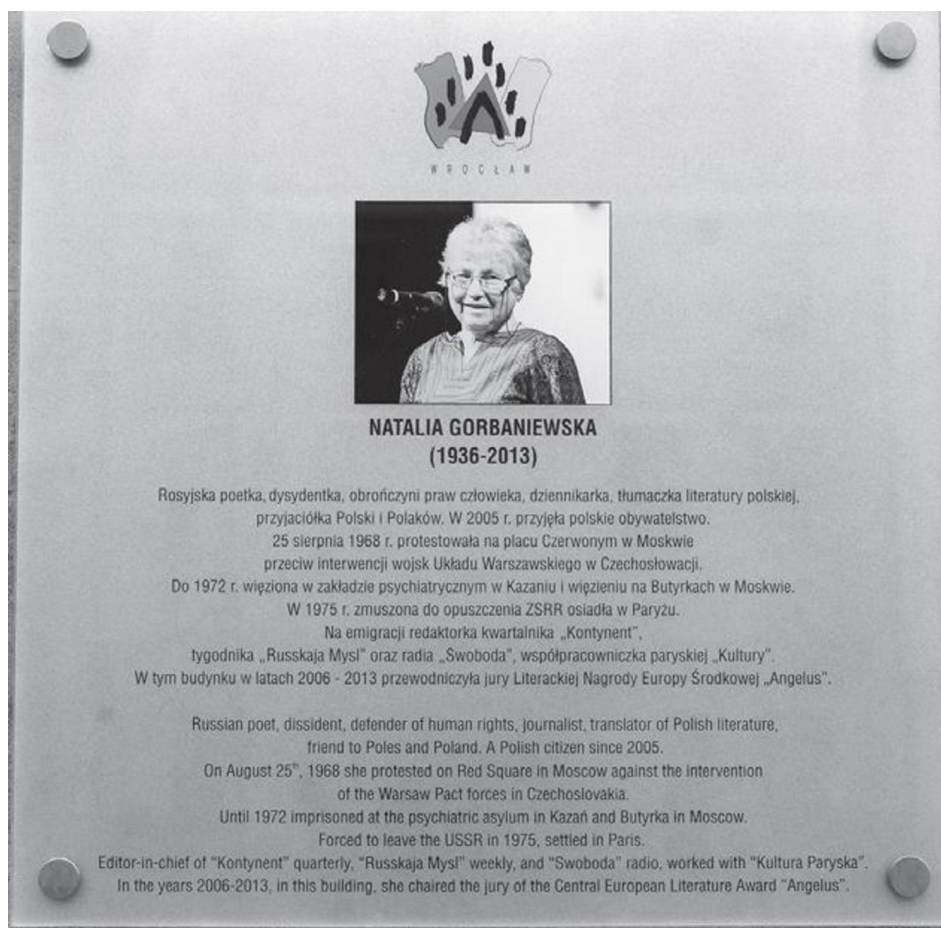 WROCŁAW
NATALIA GORBANIEWSKA
(1936-2013)
Rosyjska poetka, dysydentka, obrończyni praw człowieka, dziennikarka, tłumaczka literatury polskiej,
przyjaciółka Polski i Polaków. W 2005 r. przyjęła polskie obywatelstwo.
25 sierpnia 1968 r. protestowała na placu Czerwonym w Moskwie
przeciw interwencji wojsk Układu Warszawskiego w Czechosłowacji.
Do 1972 r. więziona w zakładzie psychiatrycznym w Kazaniu i więzieniu na Butyrkach w Moskwie.
W 1975 r. zmuszona do opuszczenia ZSRR osiadła w Paryżu.
Na emigracji redaktorka kwartalnika „Kontynent”,
tygodnika „Russkaja Mysl” oraz radia „Swoboda”, współpracowniczka paryskiej „Kultury”.
W tym budynku w latach 2006 - 2013 przewodniczyła jury Literackiej Nagrody Europy Środkowej „Angelus”.
Russian poet, dissident, defender of human rights, journalist, translator of Polish literature,
friend to Poles and Poland. A Polish citizen since 2005.
On August 25th, 1968 she protested on Red Square in Moscow against the intervention
of the Warsaw Pact forces in Czechoslovakia.
Until 1972 imprisoned at the psychiatric asylum in Kazań and Butyrka in Moscow.
Forced to leave the USSR in 1975, settled in Paris.
Editor-in-chief of “Kontynent” quarterly, “Russkaja Mysl” weekly, and “Swoboda” radio, worked with “Kultura Paryska”.
In the years 2006-2013, in this building, she chaired the jury of the Central European Literature Award “Angelus”.